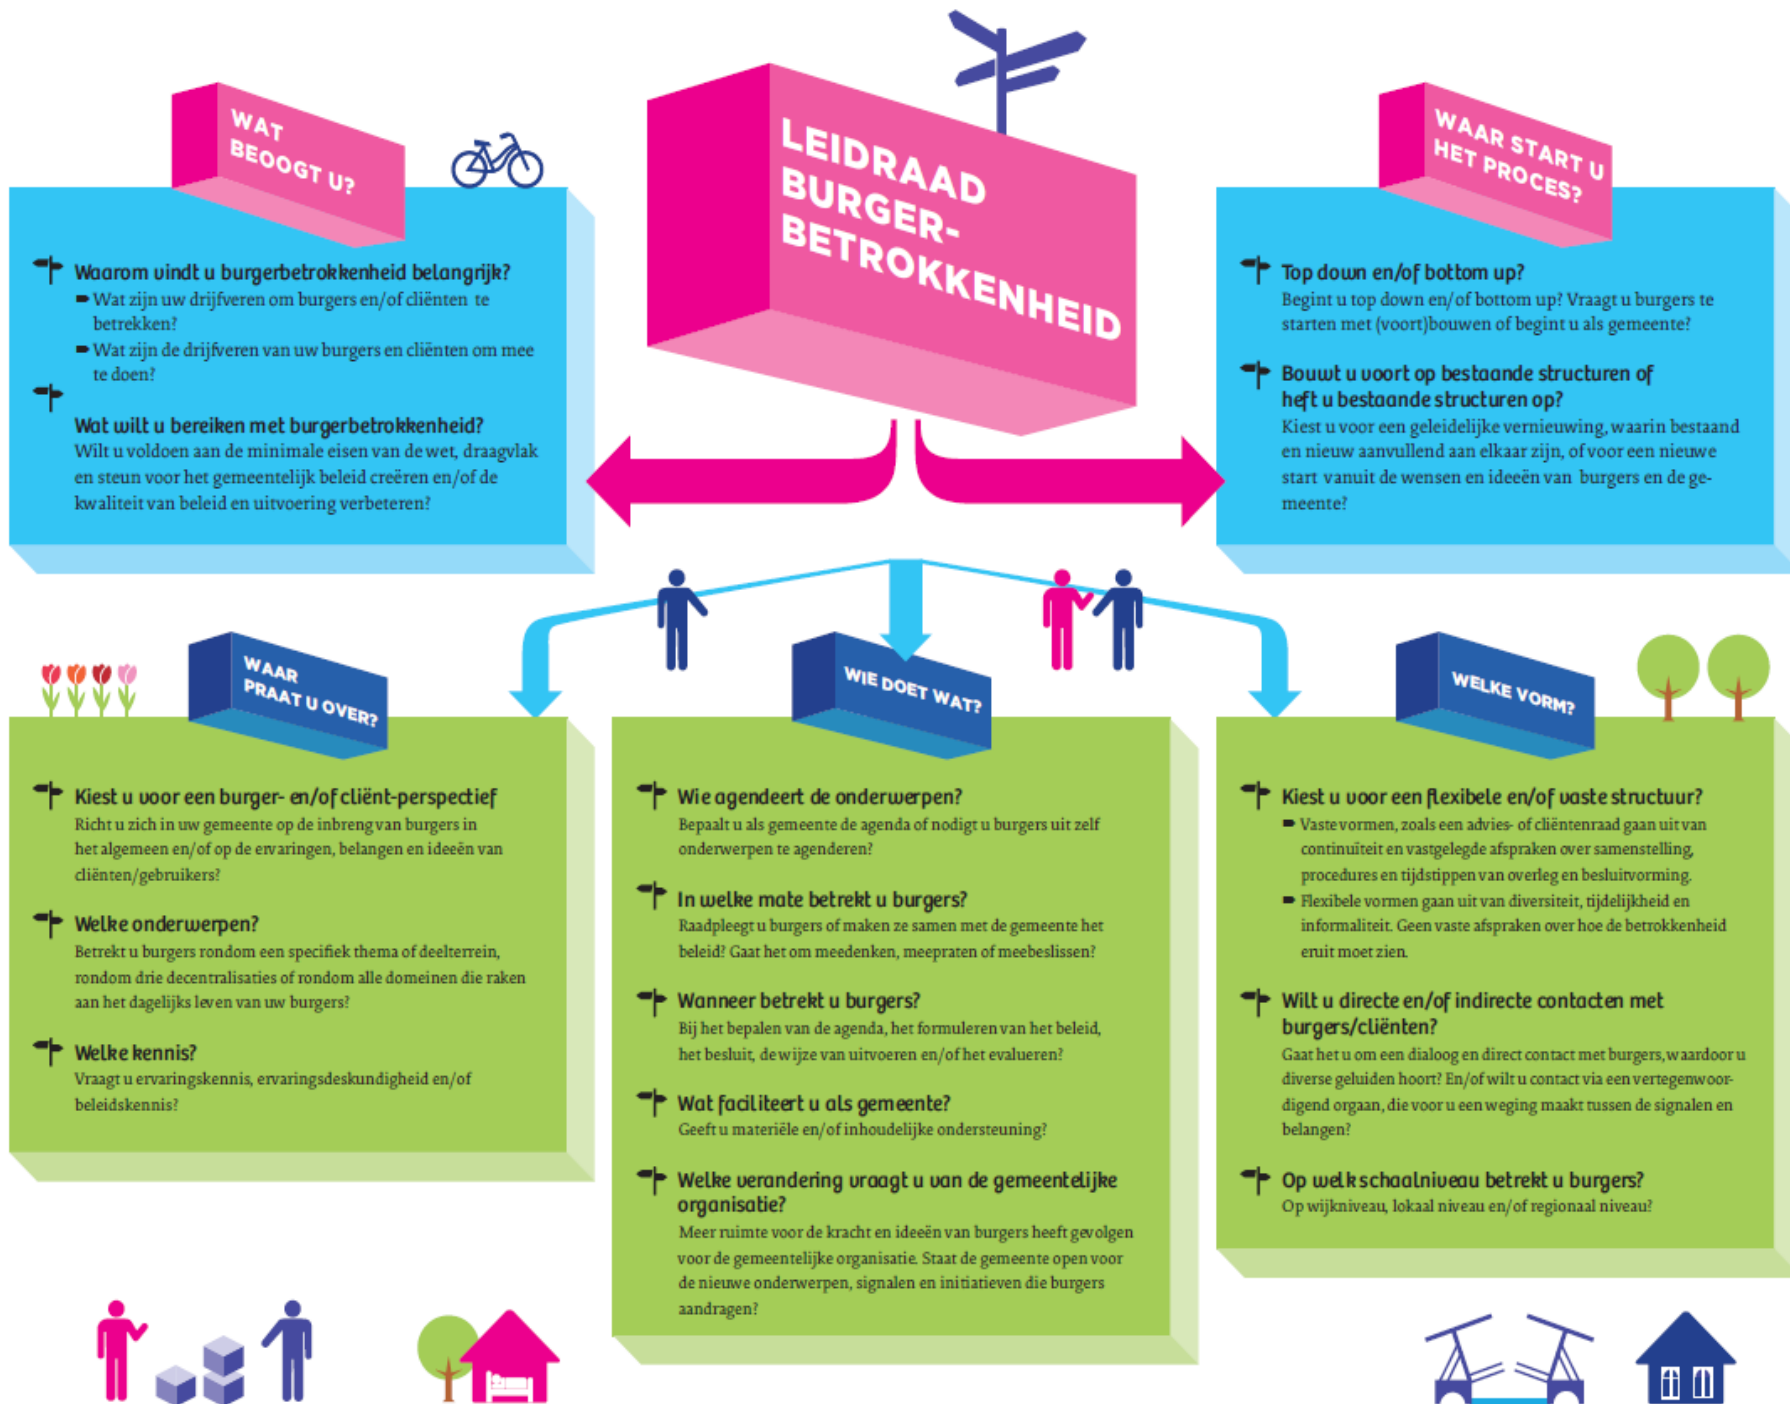 LEIDRAAD
BURGER-
BETROKKENHEID
WAT
BEOOGT U?
Waarom vindt u burgerbetrokkenheid belangrijk?
Wat zijn uw drijfveren om burgers en/of cliënten te
betrekken?
Wat zijn de drijfveren van uw burgers en cliënten om mee
te doen?
Wat wilt u bereiken met burgerbetrokkenheid?
Wilt u voldoen aan de minimale eisen van de wet, draagvlak
en steun voor het gemeentelijk beleid creëren en/of de
kwaliteit van beleid en uitvoering verbeteren?
WAAR START U
HET PROCES?
Top down en/of bottom up?
Begint u top down en/of bottom up? Vraagt u burgers te
starten met (voort)bouwen of begint u als gemeente?
Bouwt u voort op bestaande structuren of
heft u bestaande structuren op?
Kiest u voor een geleidelijke vernieuwing, waarin bestaand
en nieuw aanvullend aan elkaar zijn, of voor een nieuwe
start vanuit de wensen en ideeën van burgers en de ge-
meente?
WAAR
PRAAT U OVER?
Kiest u voor een burger- en/of cliënt-perspectief
Richt u zich in uw gemeente op de inbreng van burgers in
het algemeen en/of op de ervaringen, belangen en ideeën van
cliënten/gebruikers?
Welke onderwerpen?
Betrekt u burgers rondom een specifiek thema of deelterrein,
rondom drie decentralisaties of rondom alle domeinen die raken
aan het dagelijks leven van uw burgers?
Welke kennis?
Vraagt u ervaringskennis, ervaringsdeskundigheid en/of
beleidskennis?
WIE DOET WAT?
Wie agendeert de onderwerpen?
Bepaalt u als gemeente de agenda of nodigt u burgers uit zelf
onderwerpen te agenderen?
In welke mate betrekt u burgers?
Raadpleegt u burgers of maken ze samen met de gemeente het
beleid? Gaat het om meedenken, meepraten of meebeslissen?
Wanneer betrekt u burgers?
Bij het bepalen van de agenda, het formuleren van het beleid,
het besluit, de wijze van uitvoeren en/of het evalueren?
Wat faciliteert u als gemeente?
Geeft u materiële en/of inhoudelijke ondersteuning?
Welke verandering vraagt u van de gemeentelijke
organisatie?
Meer ruimte voor de kracht en ideeën van burgers heeft gevolgen
voor de gemeentelijke organisatie. Staat de gemeente open voor
de nieuwe onderwerpen, signalen en initiatieven die burgers
aandragen?
WELKE VORM?
Kiest u voor een flexibele en/of vaste structuur?
Vaste vormen, zoals een advies- of cliëntenraad gaan uit van
continuïteit en vastgelegde afspraken over samenstelling,
procedures en tijdstippen van overleg en besluitvorming.
Flexibele vormen gaan uit van diversiteit, tijdelijkheid en
informaliteit. Geen vaste afspraken over hoe de betrokkenheid
eruit moet zien.
Wilt u directe en/of indirecte contacten met
burgers/cliënten?
Gaat het u om een dialoog en direct contact met burgers, waardoor u
diverse geluiden hoort? En/of wilt u contact via een vertegenwoor-
digend orgaan, die voor u een weging maakt tussen de signalen en
belangen?
Op welk schaalniveau betrekt u burgers?
Op wijkniveau, lokaal niveau en/of regionaal niveau?